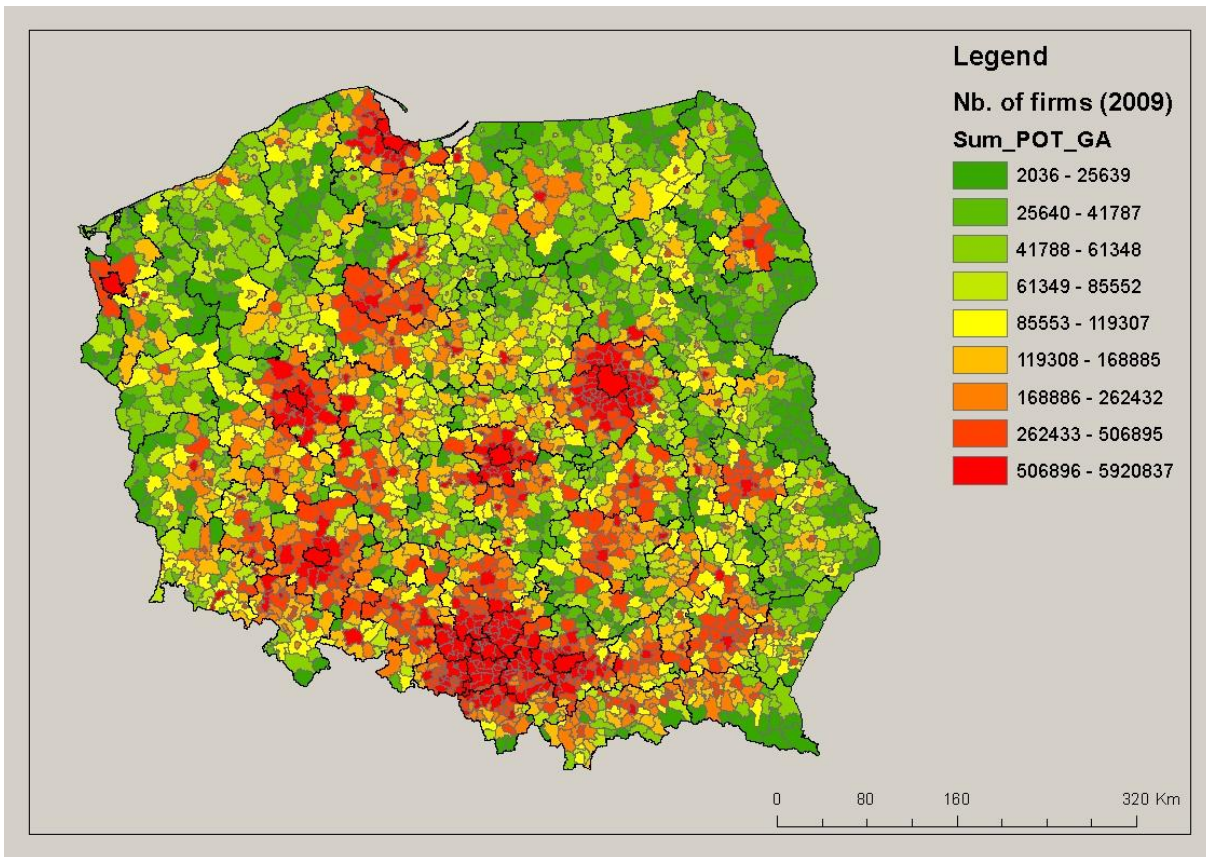 Legend
Nb. of firms (2009)
Sum_POT_GA
2036 - 25639
25640 - 41787
41788 - 61348
61349 - 85552
85553 - 119307
119308 - 168885
168886 - 262432
262433 - 506895
506896 - 5920837
0 80 160 320 Km